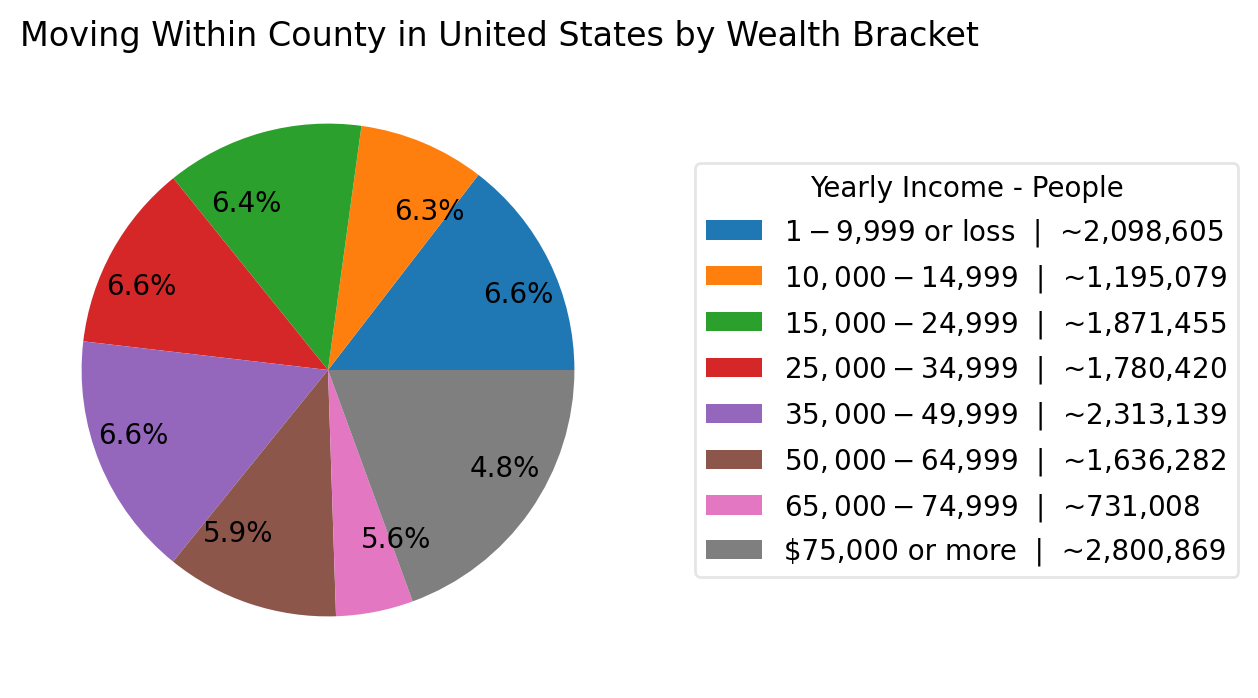 Moving Within County in United States by Wealth Bracket
6.4%
6.3%
6.6%
6.6%
6.6%
4.8%
5.9%
5.6%
Yearly Income - People
1 − 9,999 or loss | ~2,098,605
10, 000 − 14,999 | ~1,195,079
15, 000 − 24,999 | ~1,871,455
25, 000 − 34,999 | ~1,780,420
35, 000 − 49,999 | ~2,313,139
50, 000 − 64,999 | ~1,636,282
65, 000 − 74,999 | ~731,008
$75,000 or more | ~2,800,869